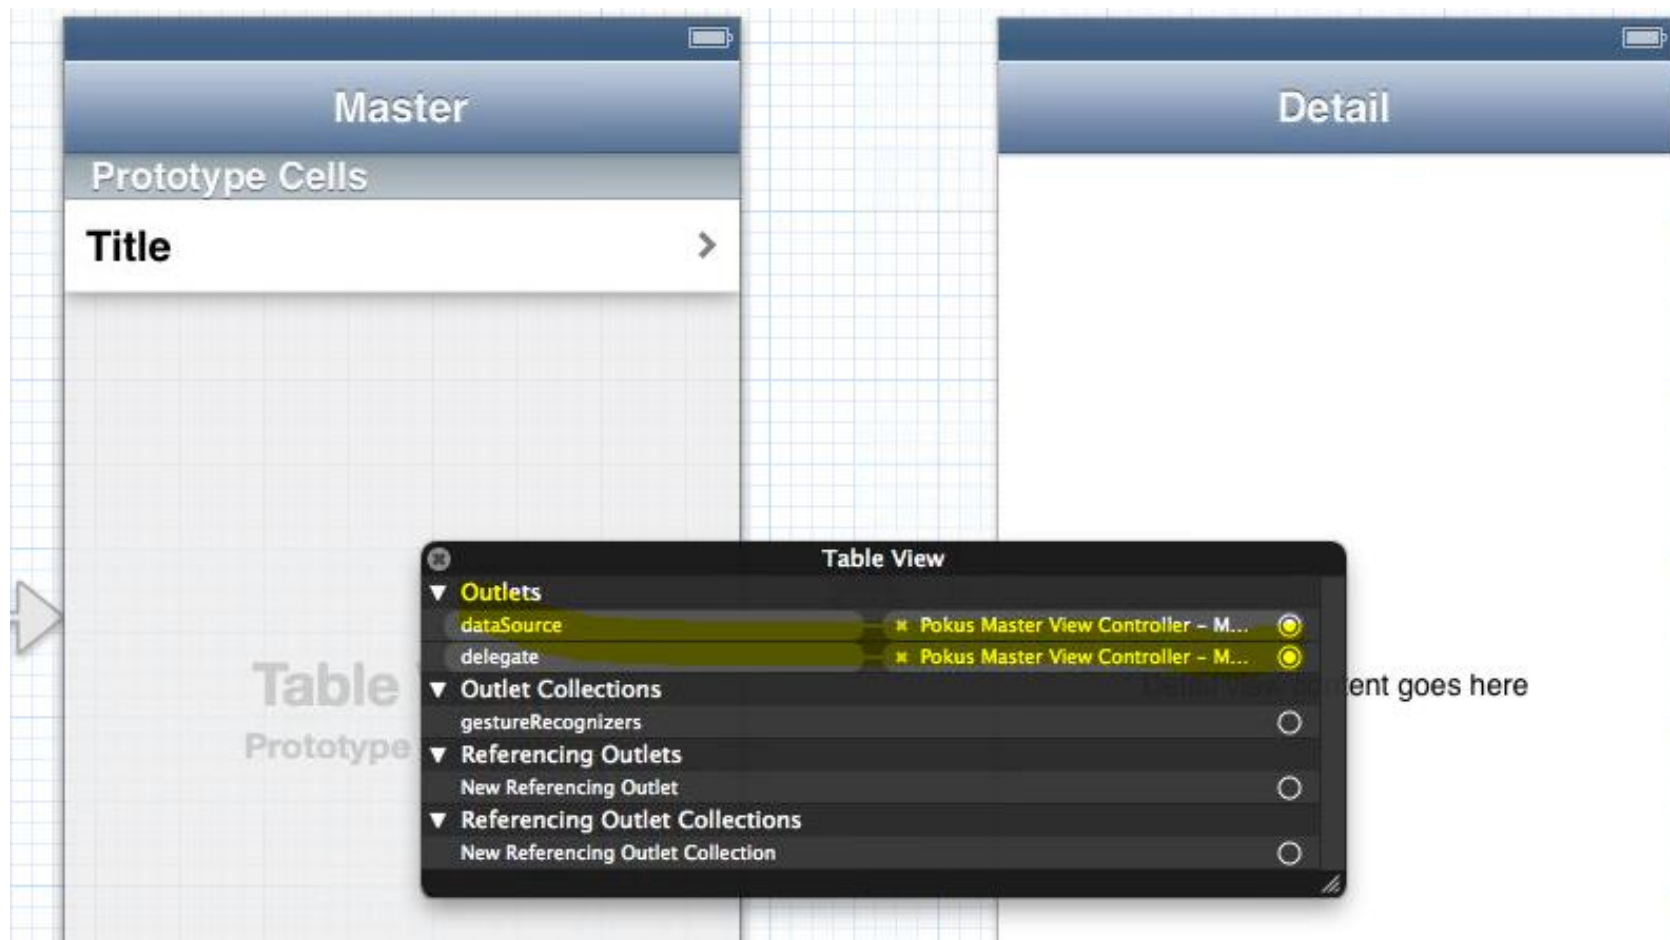 Master
Prototype Cells
Title
Detail
Table View
Outlets
dataSource
✖ Pokus Master View Controller – M...
delegate
✖ Pokus Master View Controller – M...
Outlet Collections
gestureRecognizers
Referencing Outlets
New Referencing Outlet
Referencing Outlet Collections
New Referencing Outlet Collection
Table
Prototype
goes here